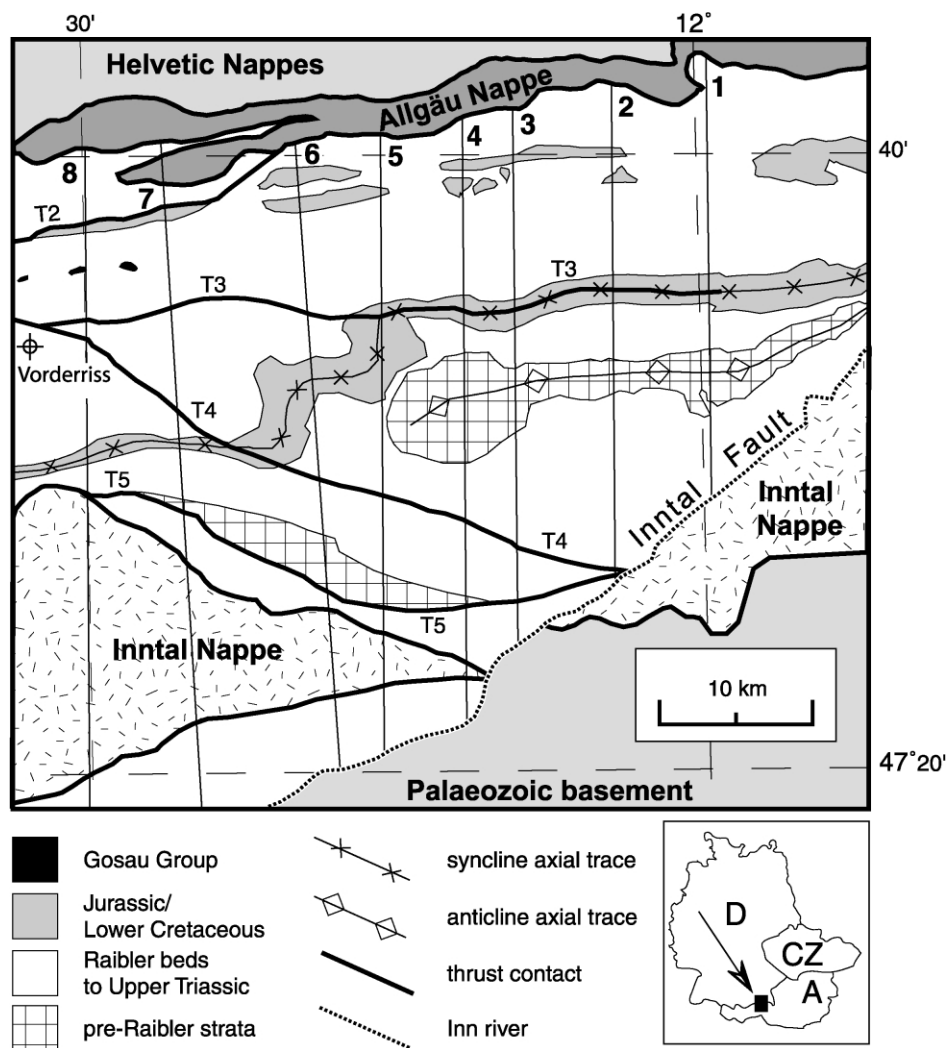 30'
12°
Helvetic Nappes
Allgäu Nappe
1
2
3
4
5
6
7
8
40'
T2
T3
T3
Vorderriss
T4
T5
T4
T5
Inntal Fault
Inntal
Nappe
Inntal Nappe
10 km
47°20'
Palaeozoic basement
Gosau Group
Jurassic/
Lower Cretaceous
Raibler beds
to Upper Triassic
pre-Raibler strata
syncline axial trace
anticline axial trace
thrust contact
Inn river
D
CZ
A